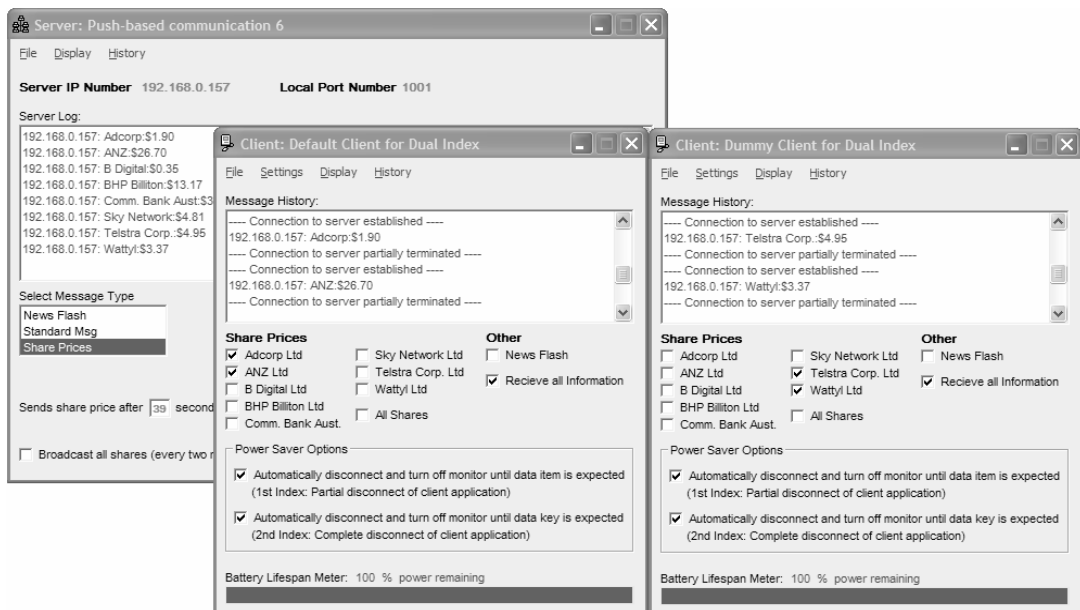 Server: Push-based communication 6
File Display History
Server IP Number 192.168.0.157 Local Port Number 1001
Server Log:
192.168.0.157: Adcorp:$1.90
192.168.0.157: ANZ:$26.70
192.168.0.157: B Digital:$0.35
192.168.0.157: BHP Billiton:$13.17
192.168.0.157: Comm. Bank Aust:$3
192.168.0.157: Sky Network:$4.81
192.168.0.157: Telstra Corp.:$4.95
192.168.0.157: Wattyl:$3.37
Select Message Type
News Flash
Standard Msg
Share Prices
Sends share price after 39 second
Broadcast all shares (every two
Client: Default Client for Dual Index
File Settings Display History
Message History:
---- Connection to server established ----
192.168.0.157: Adcorp:$1.90
---- Connection to server partially terminated ----
---- Connection to server established ----
192.168.0.157: ANZ:$26.70
---- Connection to server partially terminated ----
Share Prices Other
Adcorp Ltd Sky Network Ltd News Flash
ANZ Ltd Telstra Corp. Ltd Recieve all Information
B Digital Ltd Wattyl Ltd
BHP Billiton Ltd All Shares
Comm. Bank Aust.
Power Saver Options
Automatically disconnect and turn off monitor until data item is expected
(1st Index: Partial disconnect of client application)
Automatically disconnect and turn off monitor until data key is expected
(2nd Index: Complete disconnect of client application)
Battery Lifespan Meter: 100 % power remaining
Client: Dummy Client for Dual Index
File Settings Display History
Message History:
---- Connection to server established ----
192.168.0.157: Telstra Corp.:$4.95
---- Connection to server partially terminated ----
---- Connection to server established ----
192.168.0.157: Wattyl:$3.37
---- Connection to server partially terminated ----
Share Prices Other
Adcorp Ltd Sky Network Ltd News Flash
ANZ Ltd Telstra Corp. Ltd Recieve all Information
B Digital Ltd Wattyl Ltd
BHP Billiton Ltd All Shares
Comm. Bank Aust.
Power Saver Options
Automatically disconnect and turn off monitor until data item is expected
(1st Index: Partial disconnect of client application)
Automatically disconnect and turn off monitor until data key is expected
(2nd Index: Complete disconnect of client application)
Battery Lifespan Meter: 100 % power remaining